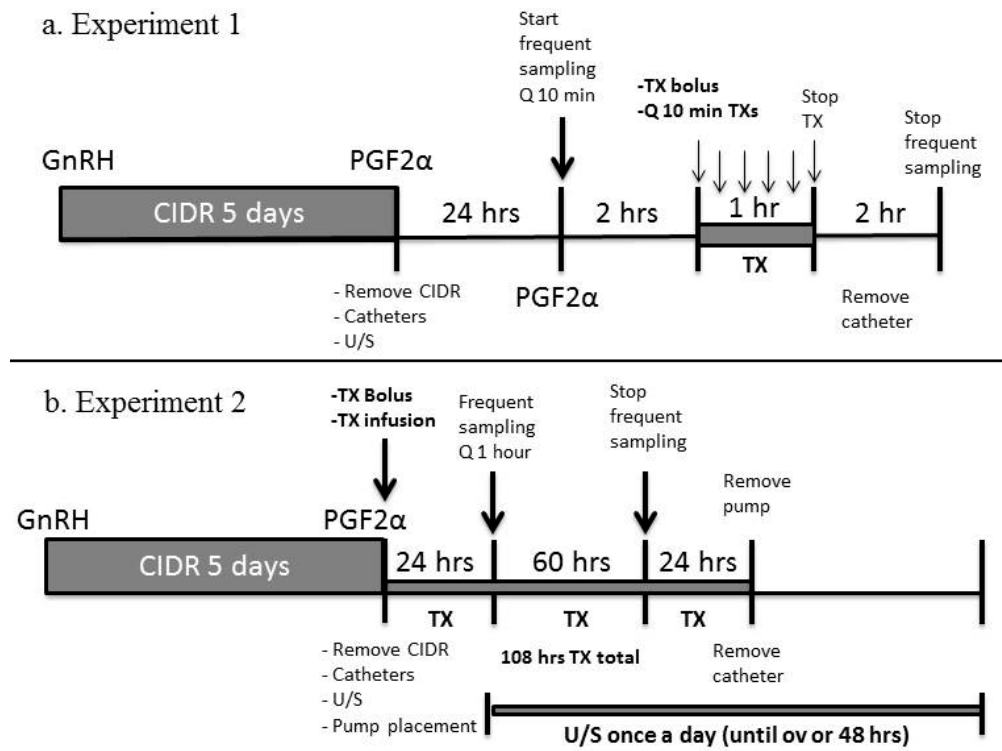 a. Experiment 1
Start
frequent
sampling
Q 10 min
-TX bolus
-Q 10 min TXs
Stop
TX
Stop
frequent
sampling
GnRH
PGF2α
CIDR 5 days
24 hrs
2 hrs
1 hr
2 hr
TX
- Remove CIDR
- Catheters
- U/S
PGF2α
Remove
catheter
b. Experiment 2
-TX Bolus
-TX infusion
Frequent
sampling
Q 1 hour
Stop
frequent
sampling
Remove
pump
GnRH
PGF2α
CIDR 5 days
24 hrs
60 hrs
24 hrs
TX
TX
TX
- Remove CIDR
- Catheters
- U/S
- Pump placement
108 hrs TX total
Remove
catheter
U/S once a day (until ov or 48 hrs)